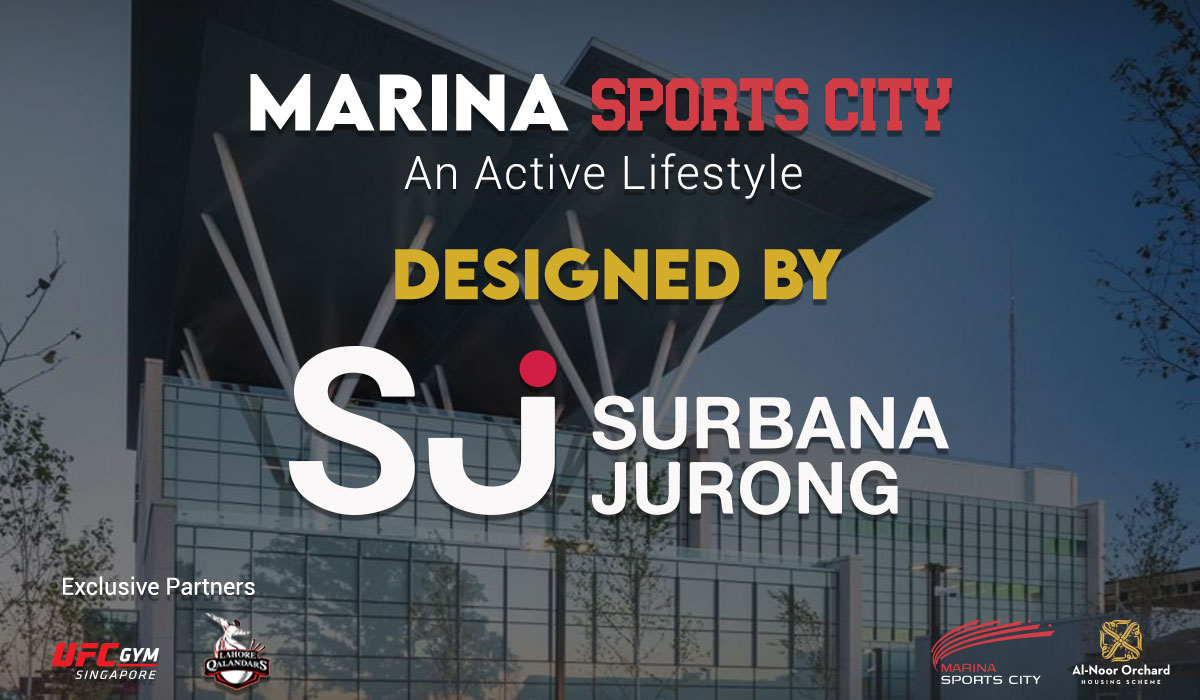 MARINA SPORTS CITY
An Active Lifestyle
DESIGNED BY
SJ SURBANA
JURONG
Exclusive Partners
UFC GYM
SINGAPORE
LAHORE
QALANDARS
MARINA
SPORTS CITY
Al-Noor Orchard
HOUSING SCHEME